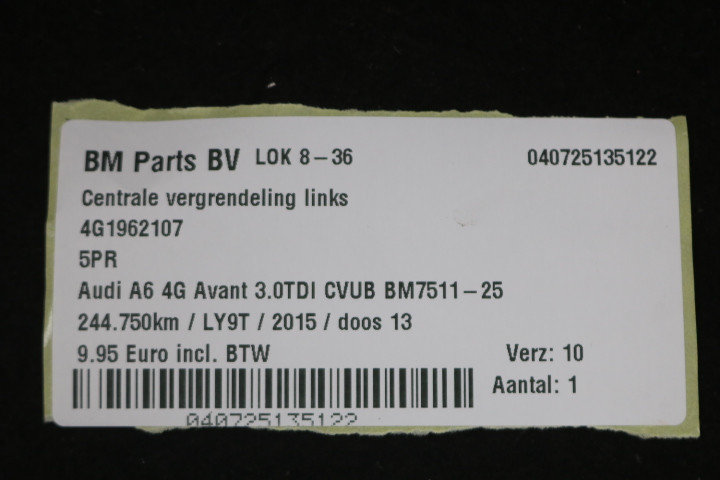 BM Parts BV LOK 8-36 040725135122
Centrale vergrendeling links
4G1962107
5PR
Audi A6 4G Avant 3.0TDI CVUB BM7511-25
244.750km / LY9T / 2015 / doos 13
9.95 Euro incl. BTW Verz: 10
Aantal: 1
040725135122